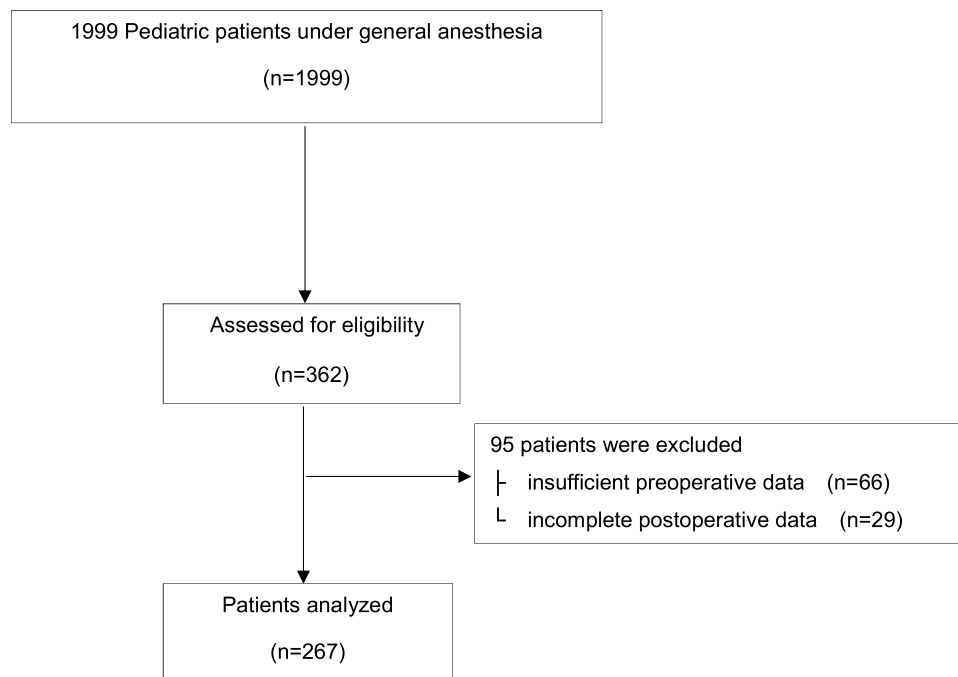 1999 Pediatric patients under general anesthesia
(n=1999)
Assessed for eligibility
(n=362)
95 patients were excluded
├ insufficient preoperative data (n=66)
└ incomplete postoperative data (n=29)
Patients analyzed
(n=267)